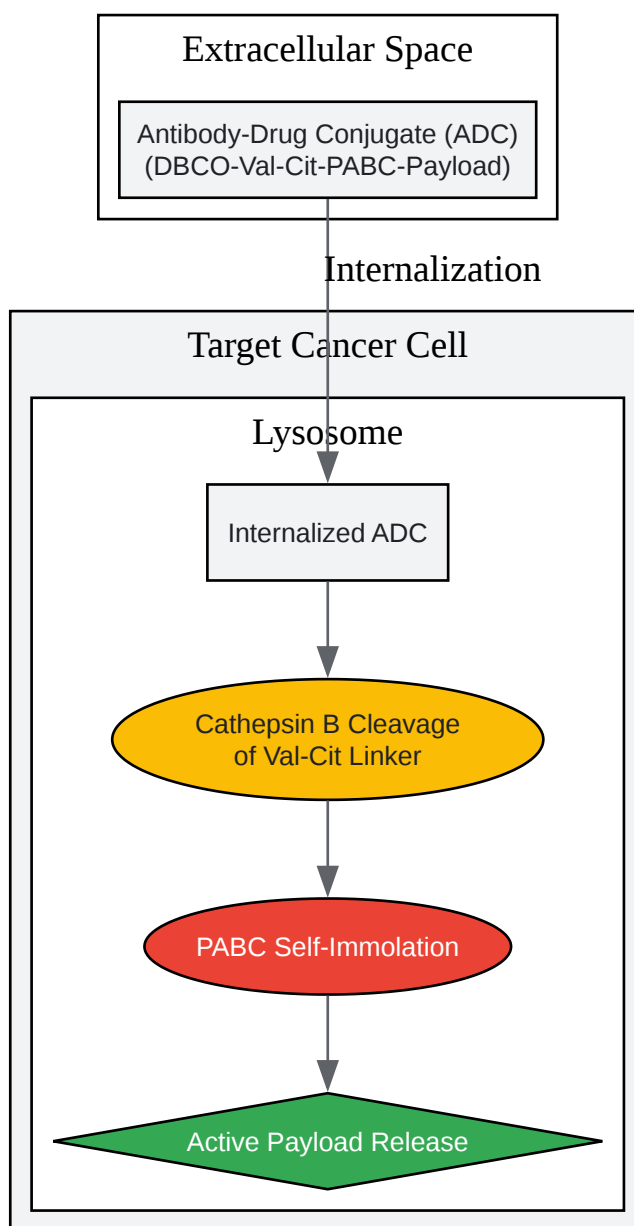 Extracellular Space
Antibody-Drug Conjugate (ADC)
(DBCO-Val-Cit-PABC-Payload)
Internalization
Target Cancer Cell
Lysosome
Internalized ADC
Cathepsin B Cleavage
of Val-Cit Linker
PABC Self-Immolation
Active Payload Release